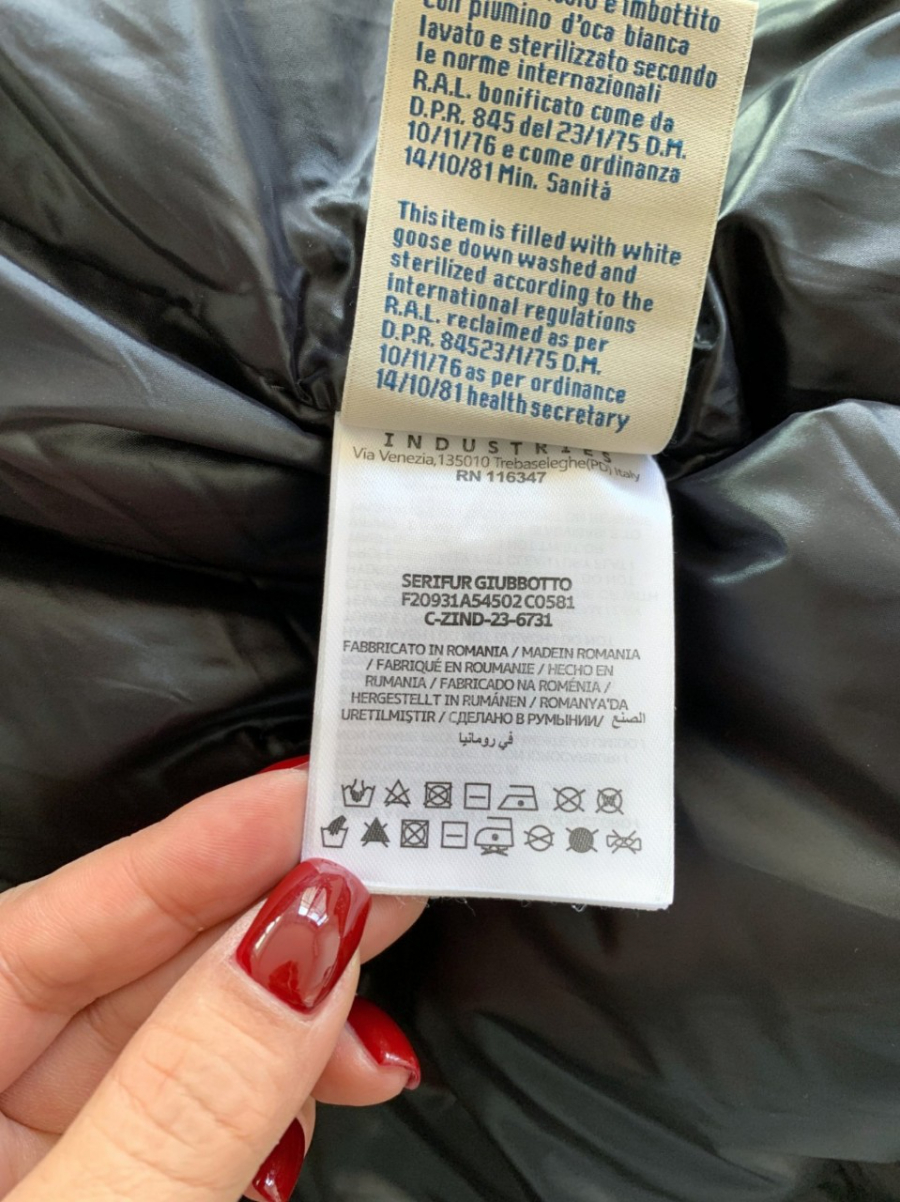 con piumino d'oca bianca
lavato e sterilizzato secondo
le norme internazionali
R.A.L. bonificato come da
D.P.R. 845 del 23/1/75 D.M.
10/11/76 e come ordinanza
14/10/81 Min. Sanità
This item is filled with white
goose down washed and
sterilized according to the
international regulations
R.A.L. reclaimed as per
D.P.R. 84523/1/75 D.M.
10/11/76 as per ordinance
14/10/81 health secretary
INDUSTRIES
Via Venezia,135010 Trebaseleghe(PD) Italy
RN 116347
SERIFUR GIUBBOTTO
F20931A54502 C0581
C-ZIND-23-6731
FABBRICATO IN ROMANIA / MADEIN ROMANIA
/ FABRIQUÉ EN ROUMANIE / HECHO EN
RUMANIA / FABRICADO NA ROMÉNIA /
HERGESTELLT IN RUMÁNEN / ROMANYA'DA
URETILMIŞTIR / СДЕЛАНО В РУМЫНИИ/ الصنع
في رومانيا